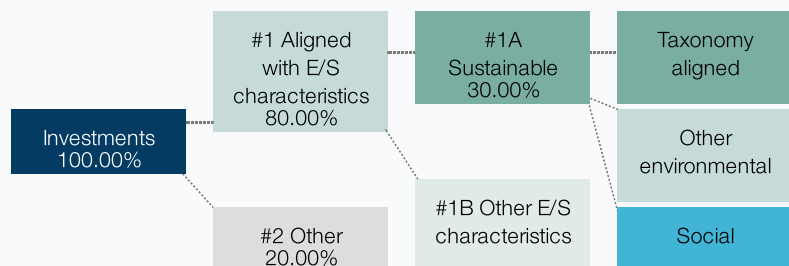 Investments
100.00%
#1 Aligned
with E/S
characteristics
80.00%
#2 Other
20.00%
#1A
Sustainable
30.00%
#1B Other E/S
characteristics
Taxonomy
aligned
Other
environmental
Social